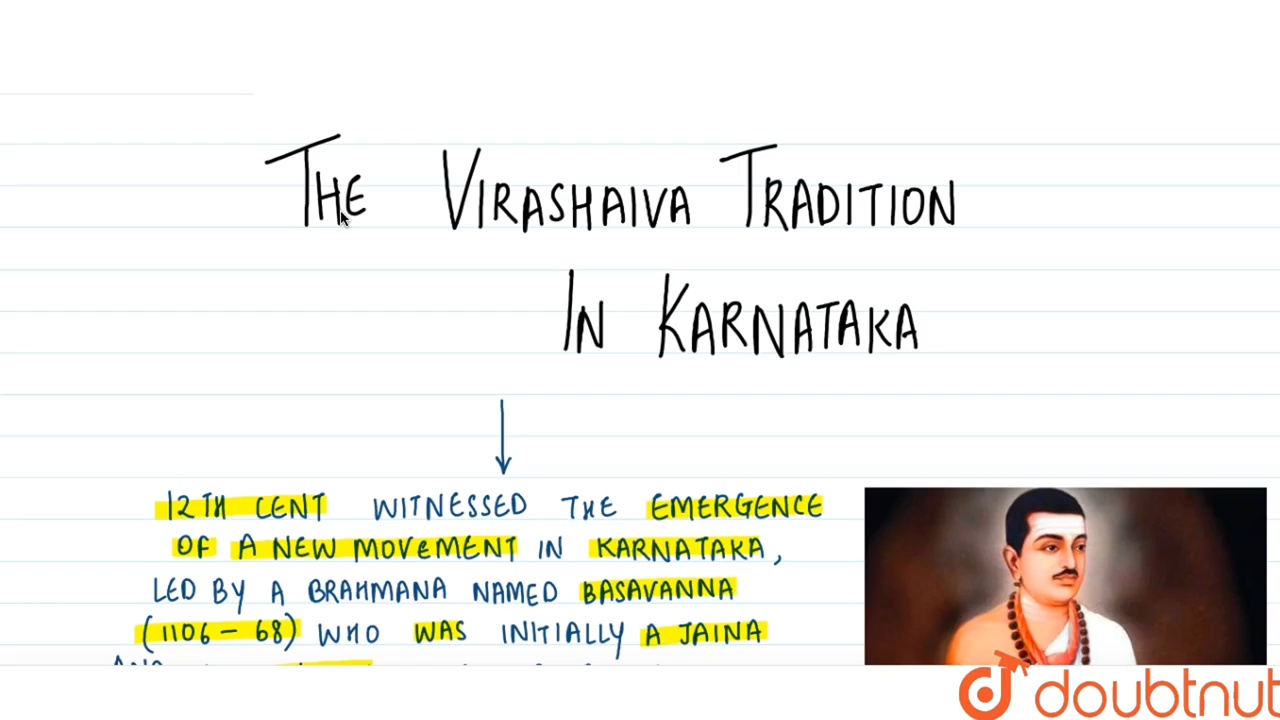 THE VIRASHAIVA TRADITION
IN KARNATAKA
12TH CENT WITNESSED THE EMERGENCE
OF A NEW MOVEMENT IN KARNATAKA,
LED BY A BRAHMANA NAMED BASAVANNA
(1106 - 68) WHO WAS INITIALLY A JAINA
AND
doubtnut